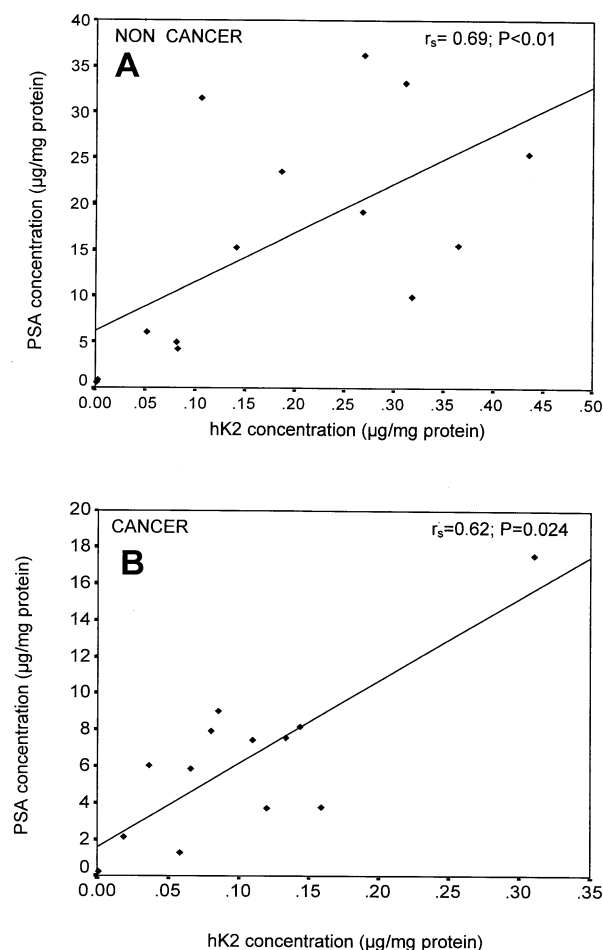 NON CANCER
r_s= 0.69; P<0.01
A
PSA concentration (µg/mg protein)
40
35
30
25
20
15
10
5
0
0.00 .05 .10 .15 .20 .25 .30 .35 .40 .45 .50
hK2 concentration (µg/mg protein)
CANCER
r_s=0.62; P=0.024
B
PSA concentration (µg/mg protein)
20
18
16
14
12
10
8
6
4
2
0
0.00 .05 .10 .15 .20 .25 .30 .35
hK2 concentration (µg/mg protein)